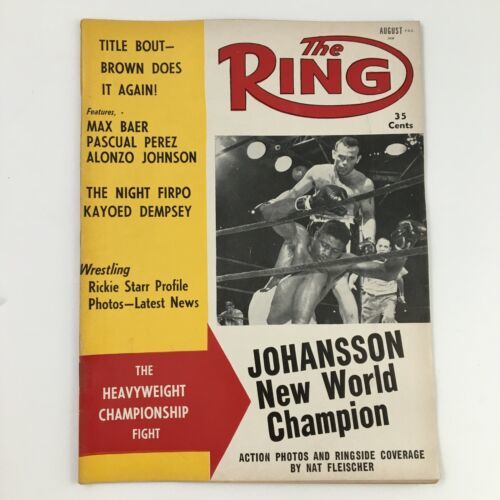 TITLE BOUT—
BROWN DOES
IT AGAIN!
Features, -
MAX BAER
PASCUAL PEREZ
ALONZO JOHNSON
THE NIGHT FIRPO
KAYOED DEMPSEY
Wrestling
Rickie Starr Profile
Photos—Latest News
THE
HEAVYWEIGHT
CHAMPIONSHIP
FIGHT
AUGUST
The
RING
35
Cents
JOHANSSON
New World
Champion
ACTION PHOTOS AND RINGSIDE COVERAGE
BY NAT FLEISCHER